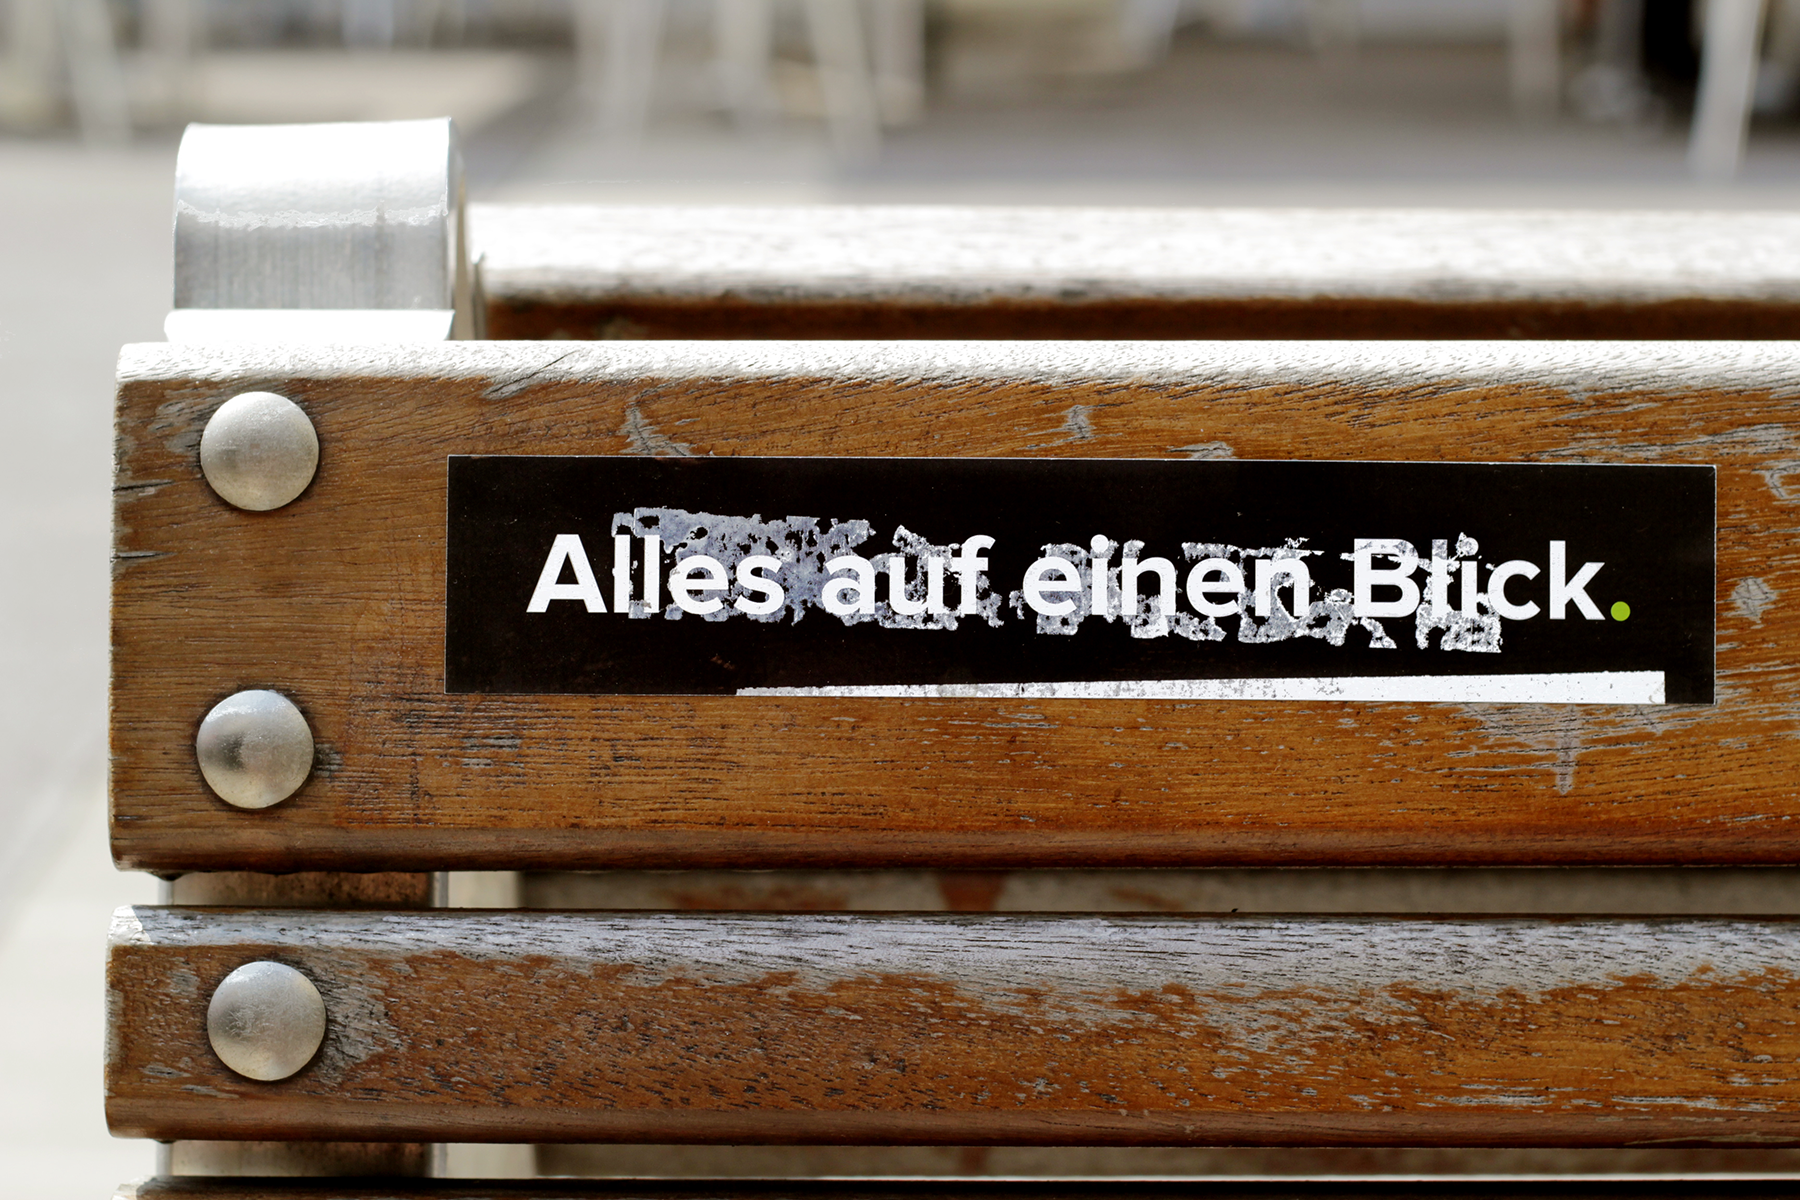 Alles auf einen Blick.